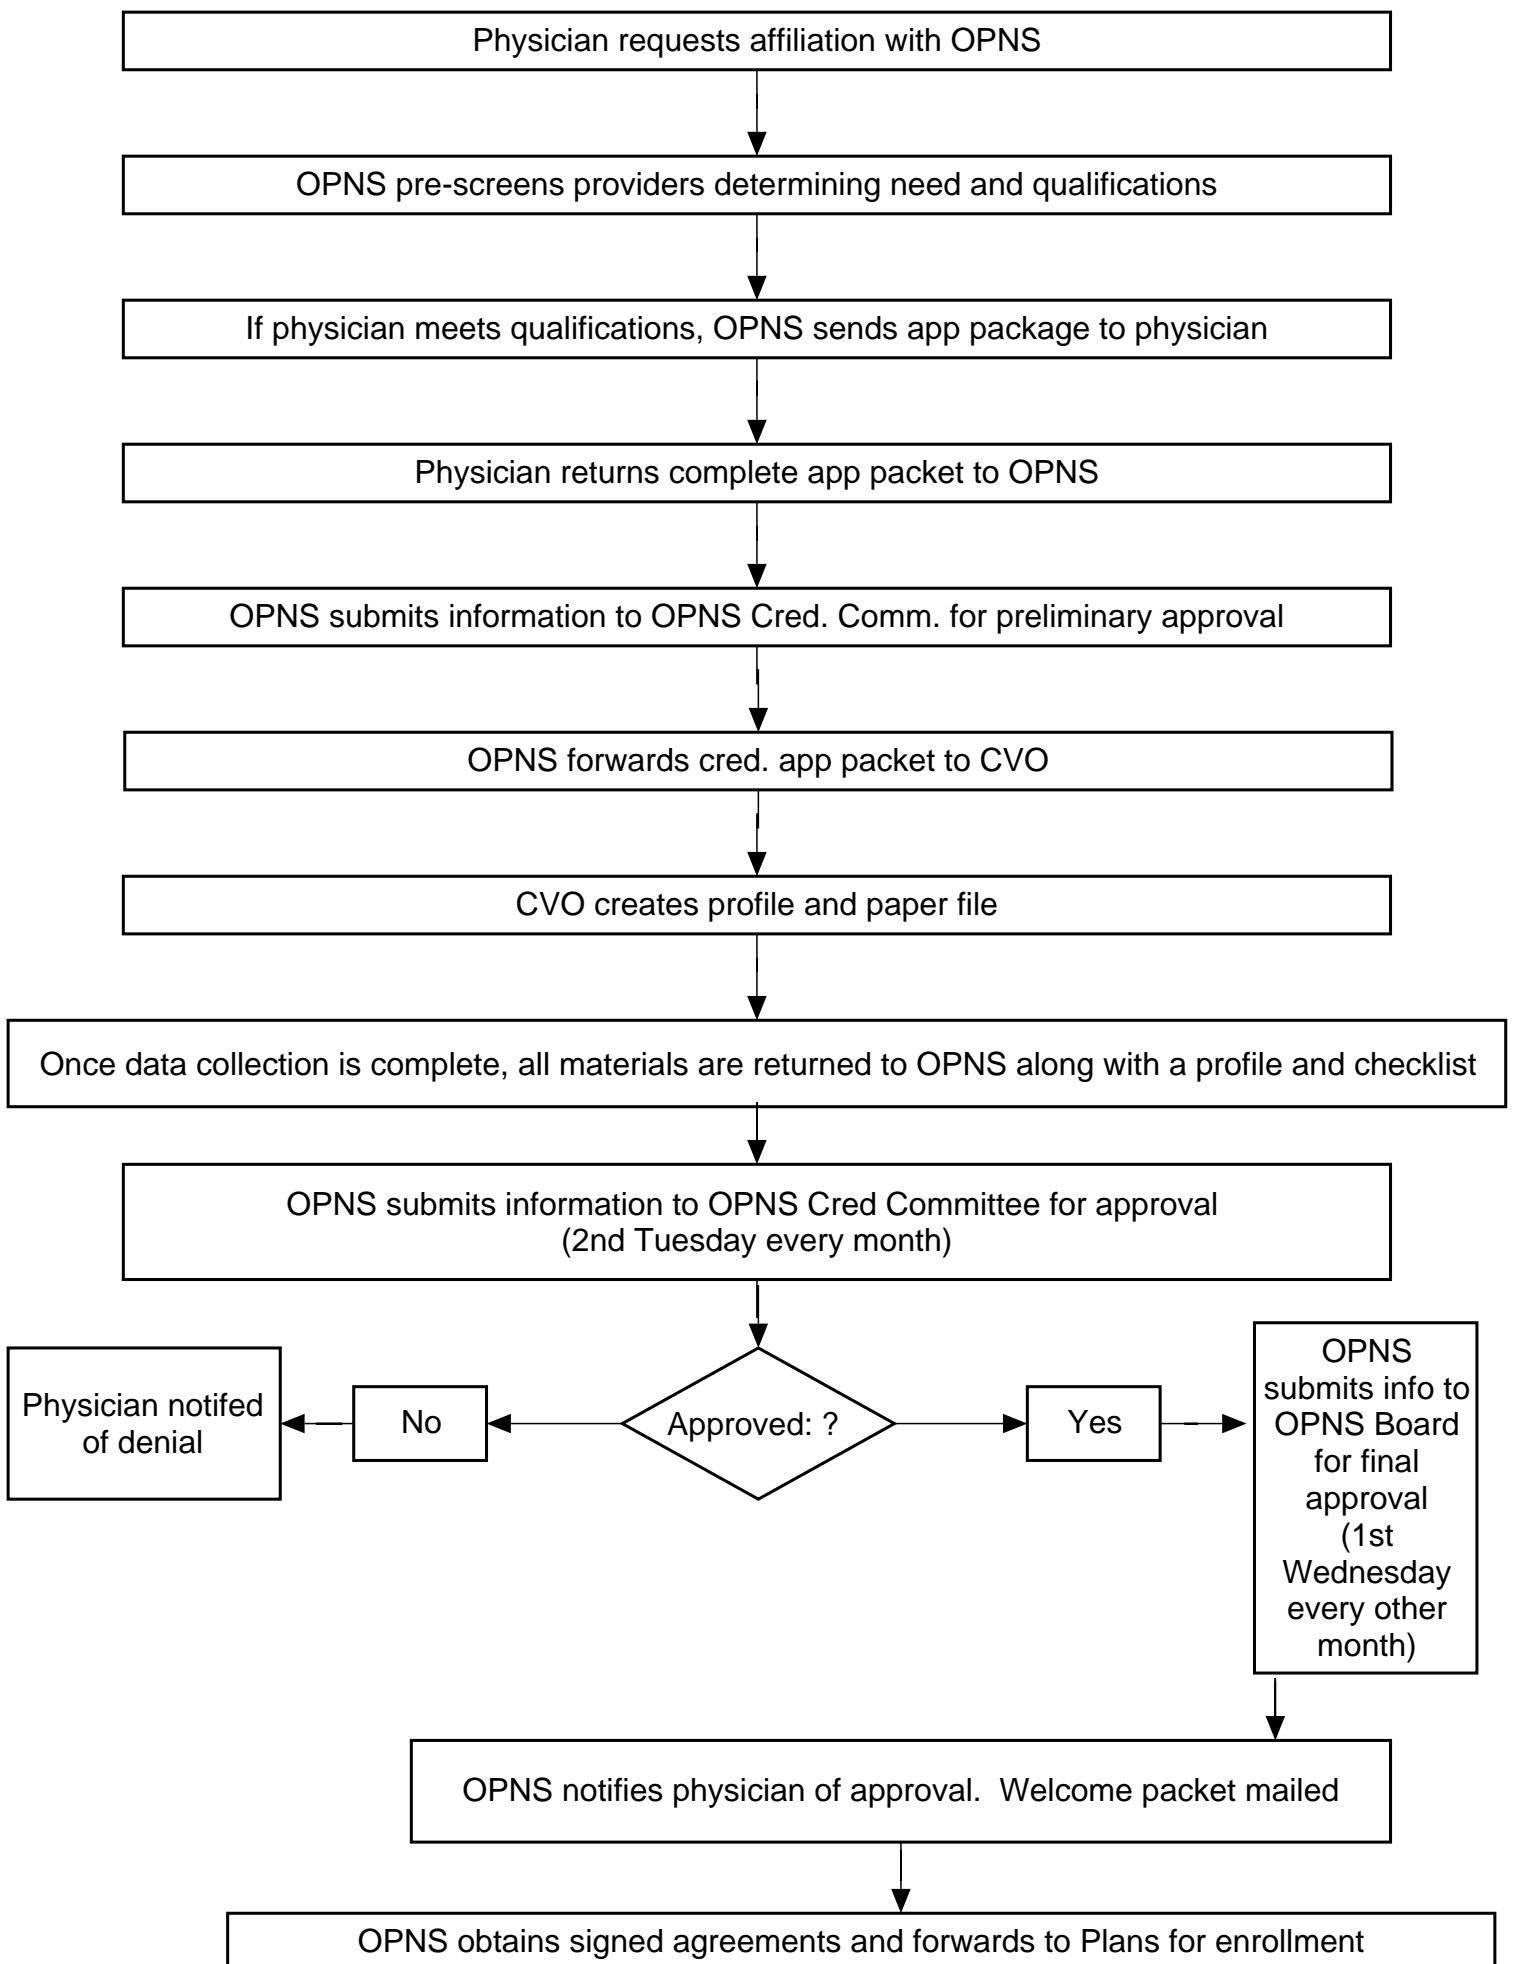 Physician requests affiliation with OPNS
OPNS pre-screens providers determining need and qualifications
If physician meets qualifications, OPNS sends app package to physician
Physician returns complete app packet to OPNS
OPNS submits information to OPNS Cred. Comm. for preliminary approval
OPNS forwards cred. app packet to CVO
CVO creates profile and paper file
Once data collection is complete, all materials are returned to OPNS along with a profile and checklist
OPNS submits information to OPNS Cred Committee for approval
(2nd Tuesday every month)
Physician notifed
of denial
No
Approved: ?
Yes
OPNS
submits info to
OPNS Board
for final
approval
(1st
Wednesday
every other
month)
OPNS notifies physician of approval.  Welcome packet mailed
OPNS obtains signed agreements and forwards to Plans for enrollment